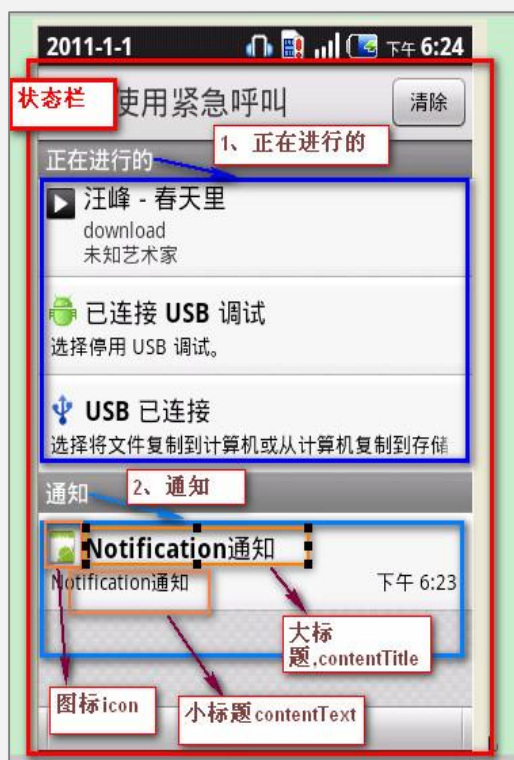 2011-1-1 下午 6:24
状态栏
使用紧急呼叫 清除
1、正在进行的
正在进行的
汪峰 - 春天里
download
未知艺术家
已连接 USB 调试
选择停用 USB 调试。
USB 已连接
选择将文件复制到计算机或从计算机复制到存储
通知
2、通知
Notification通知
Notification通知 下午 6:23
大标
题,contentTitle
图标icon
小标题contentText